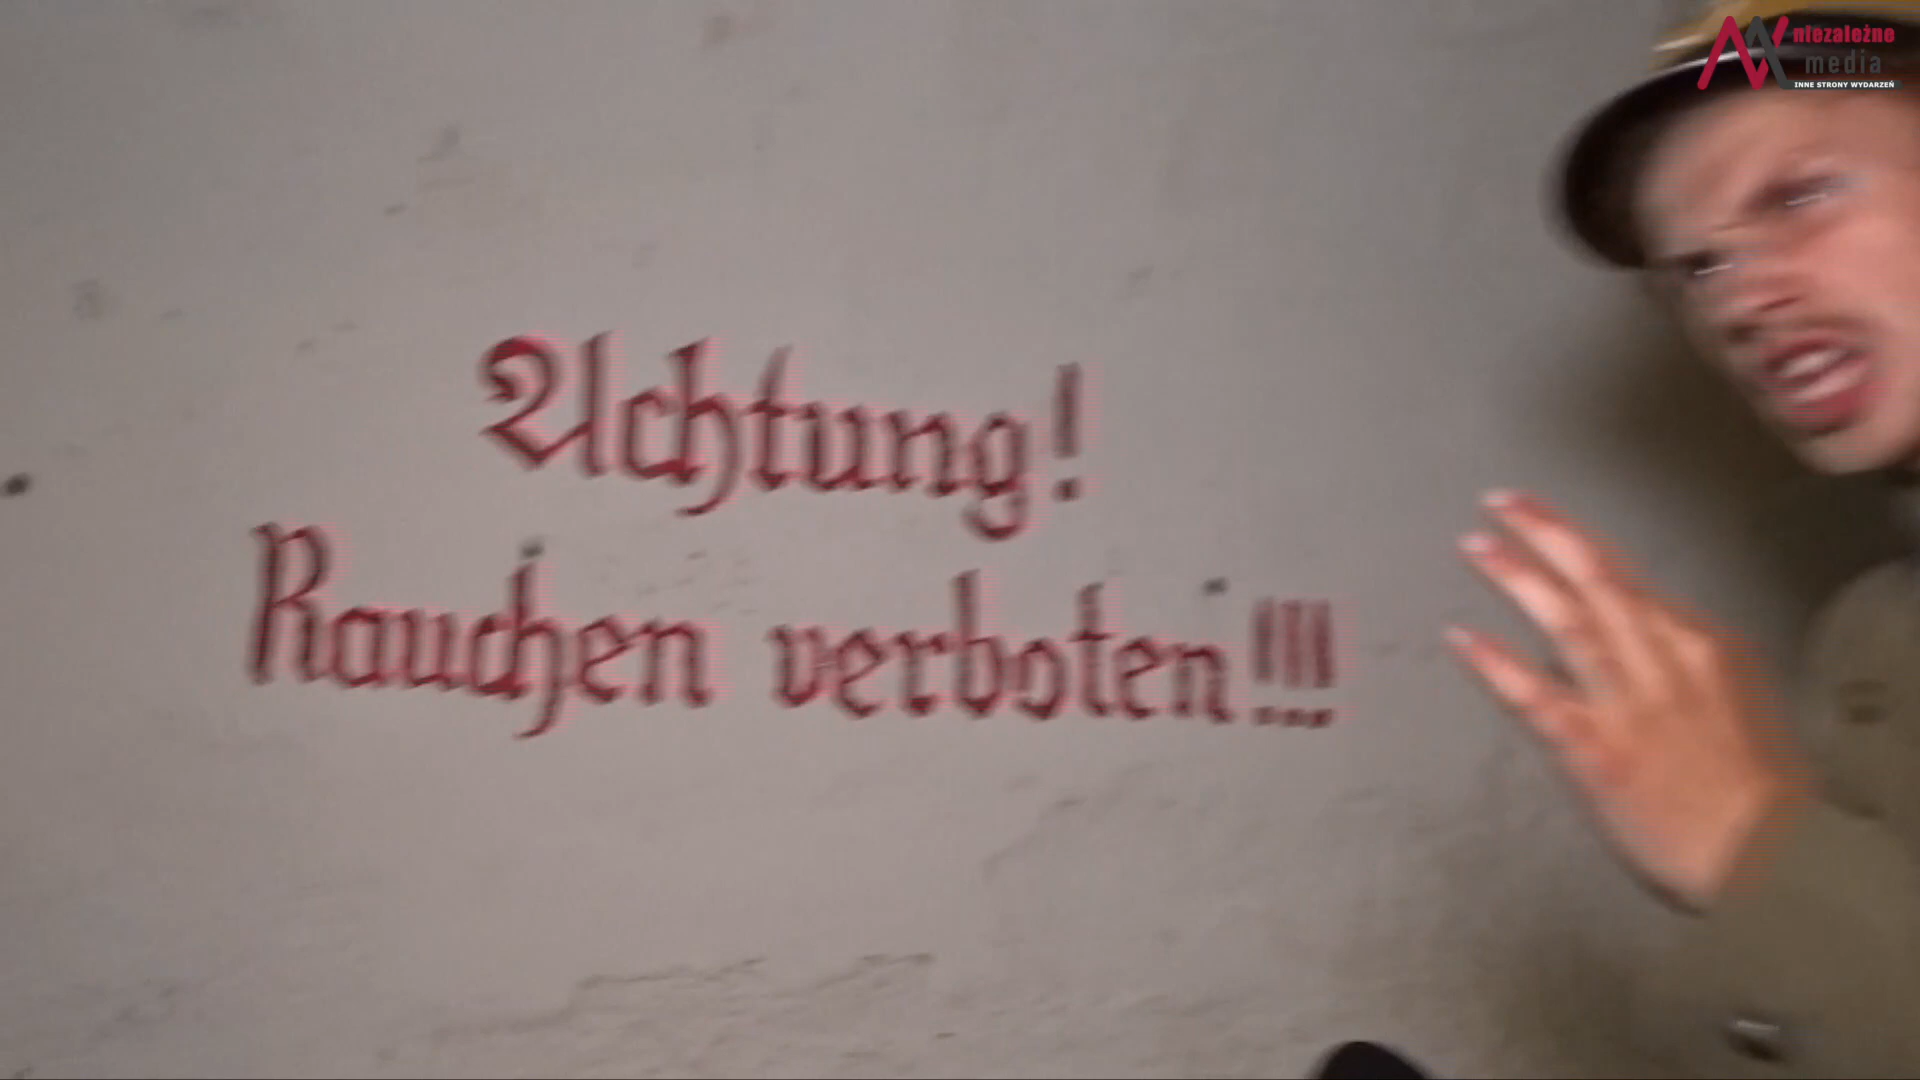 niezależne
media
INNE STRONY WYDARZEŃ
Achtung!
Rauchen verboten!!!